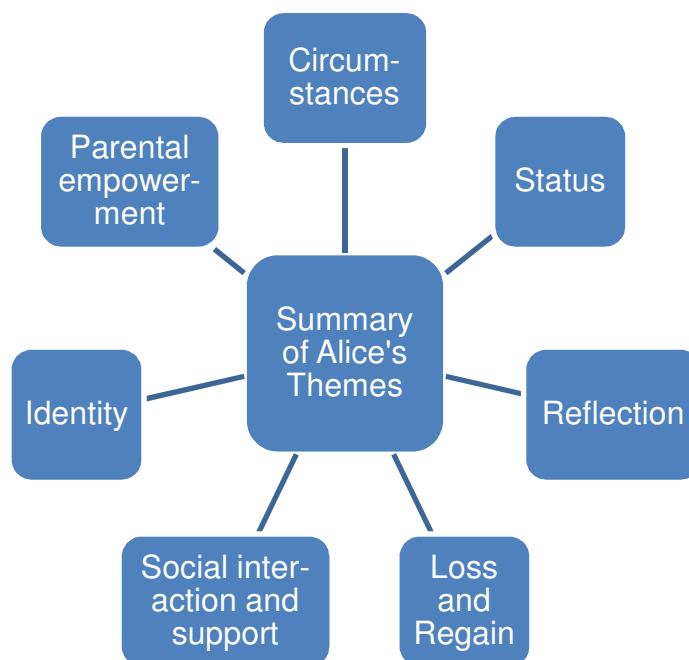 Circum-
stances
Parental
empower-
ment
Status
Summary
of Alice's
Themes
Identity
Reflection
Social inter-
action and
support
Loss
and
Regain